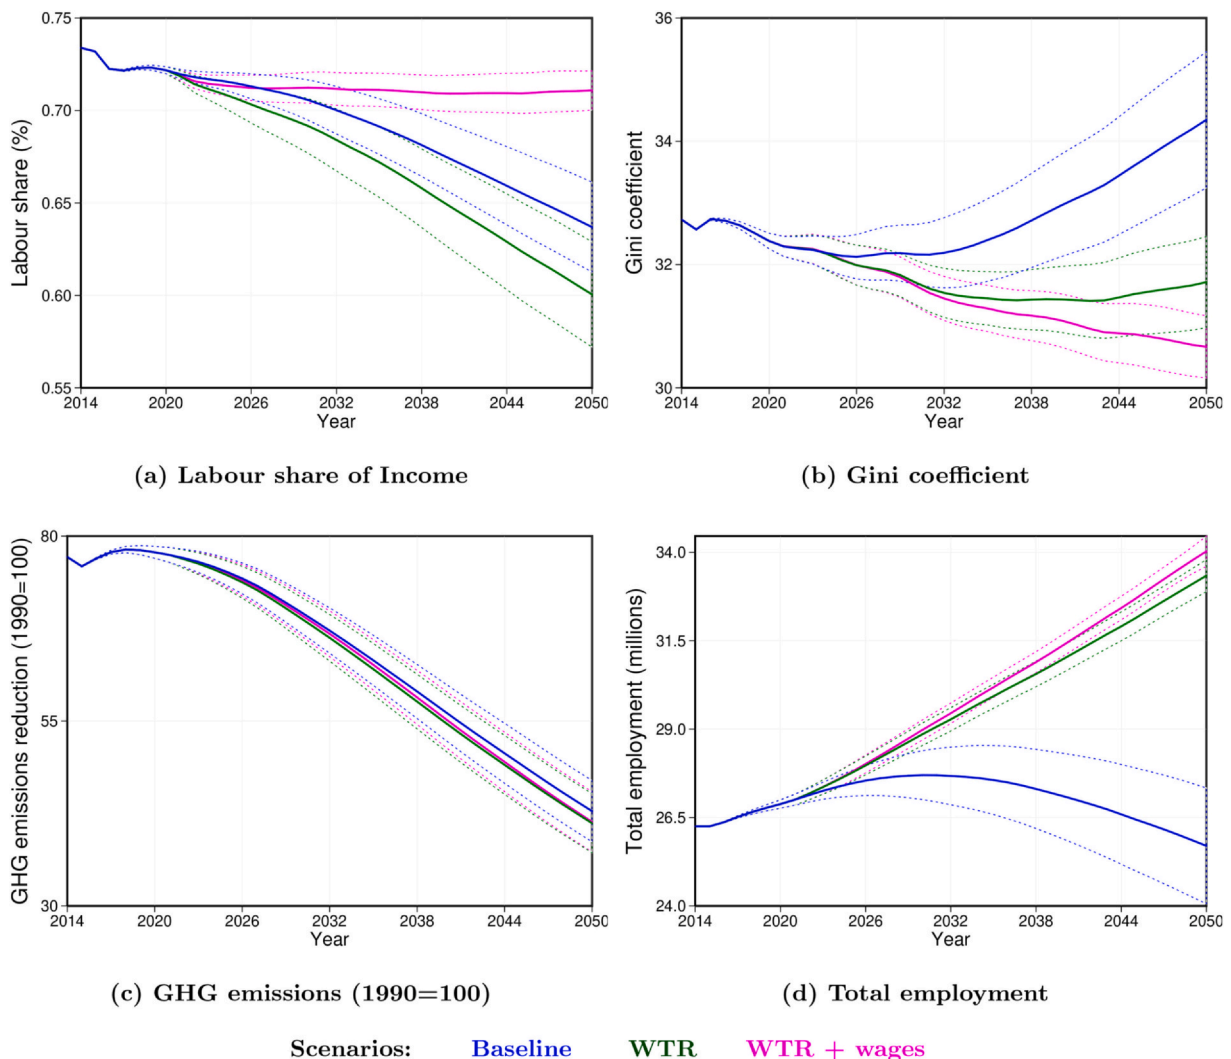 0.75
0.70
0.65
0.60
0.55
Labour share (%)
2014 2020 2026 2032 2038 2044 2050
Year
(a) Labour share of Income
36
34
32
30
Gini coefficient
2014 2020 2026 2032 2038 2044 2050
Year
(b) Gini coefficient
80
55
30
GHG emissions reduction (1990=100)
2014 2020 2026 2032 2038 2044 2050
Year
(c) GHG emissions (1990=100)
34.0
31.5
29.0
26.5
24.0
Total employment (millions)
2014 2020 2026 2032 2038 2044 2050
Year
(d) Total employment
Scenarios: Baseline WTR WTR + wages